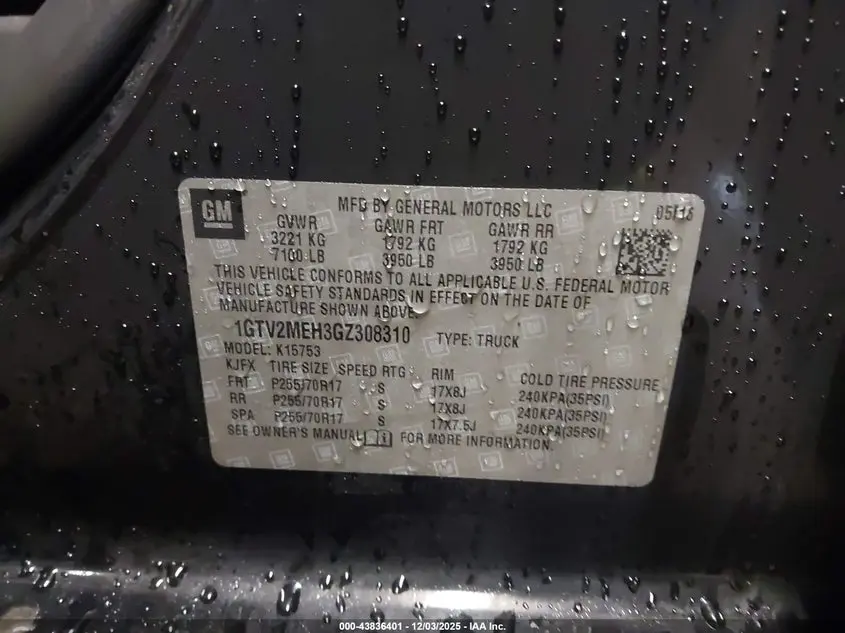 GM
MFD BY GENERAL MOTORS LLC
GVWR GAWR FRT GAWR RR
3221 KG 1792 KG 1792 KG
7100 LB 3950 LB 3950 LB
THIS VEHICLE CONFORMS TO ALL APPLICABLE U.S. FEDERAL MOTOR
VEHICLE SAFETY STANDARDS IN EFFECT ON THE DATE OF
MANUFACTURE SHOWN ABOVE.
1GTV2MEH3GZ308310 TYPE: TRUCK
MODEL: K15753
KJFX TIRE SIZE SPEED RTG RIM COLD TIRE PRESSURE
FRT P255/70R17 S 17X8J 240KPA(35PSI)
RR P255/70R17 S 17X8J 240KPA(35PSI)
SPA P255/70R17 S 17X7.5J 240KPA(35PSI)
SEE OWNER'S MANUAL FOR MORE INFORMATION.
000-43836401 - 12/03/2025 - IAA Inc.